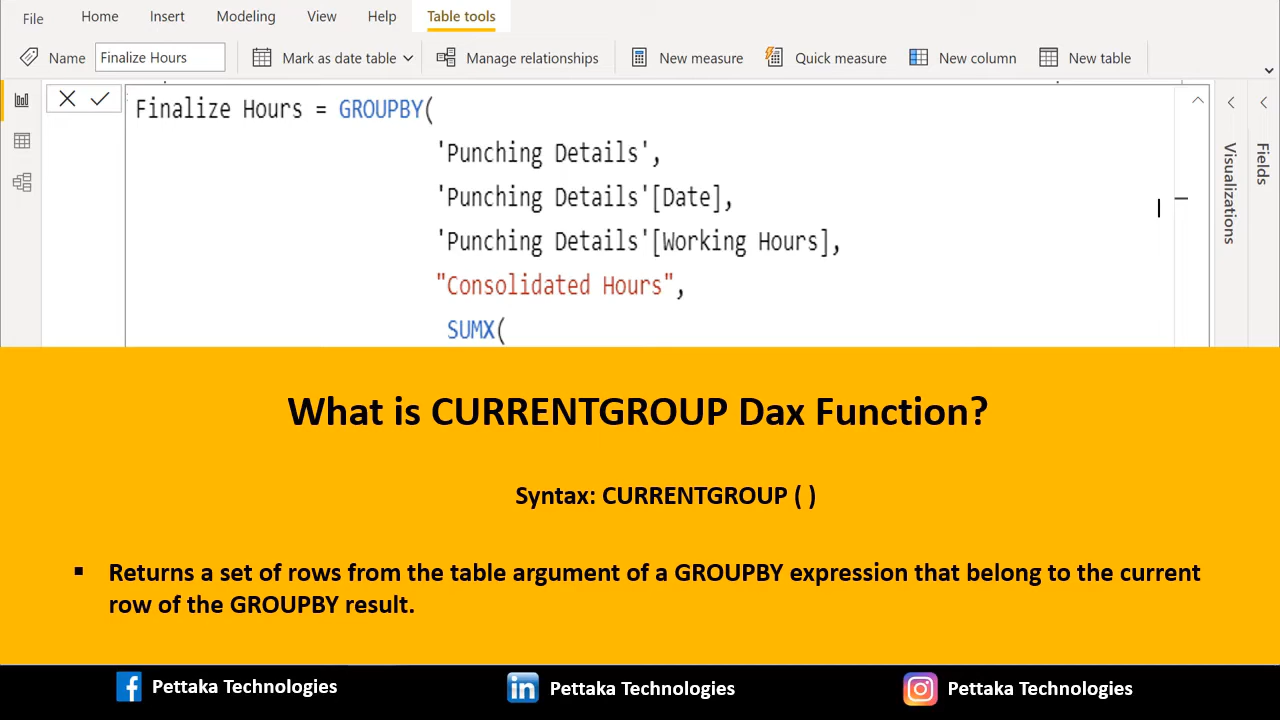 File Home Insert Modeling View Help Table tools
Name Finalize Hours Mark as date table Manage relationships New measure Quick measure New column New table
Finalize Hours = GROUPBY(
'Punching Details',
'Punching Details'[Date],
'Punching Details'[Working Hours],
"Consolidated Hours",
SUMX(
Visualizations
Fields
What is CURRENTGROUP Dax Function?
Syntax: CURRENTGROUP ( )
▪ Returns a set of rows from the table argument of a GROUPBY expression that belong to the current
row of the GROUPBY result.
Pettaka Technologies Pettaka Technologies Pettaka Technologies